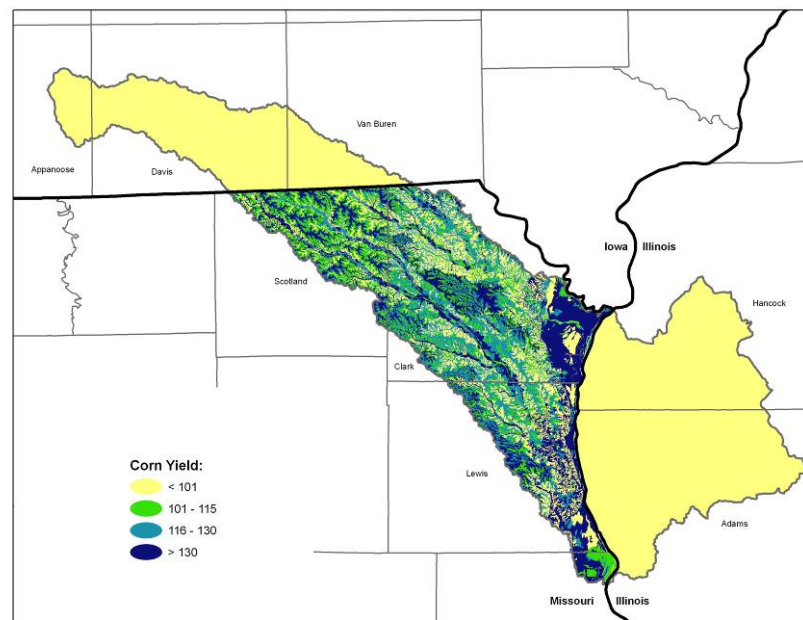 Van Buren
Appanoose
Davis
Iowa
Illinois
Scotland
Hancock
Clark
Corn Yield:
< 101
101 - 115
116 - 130
> 130
Lewis
Adams
Missouri
Illinois